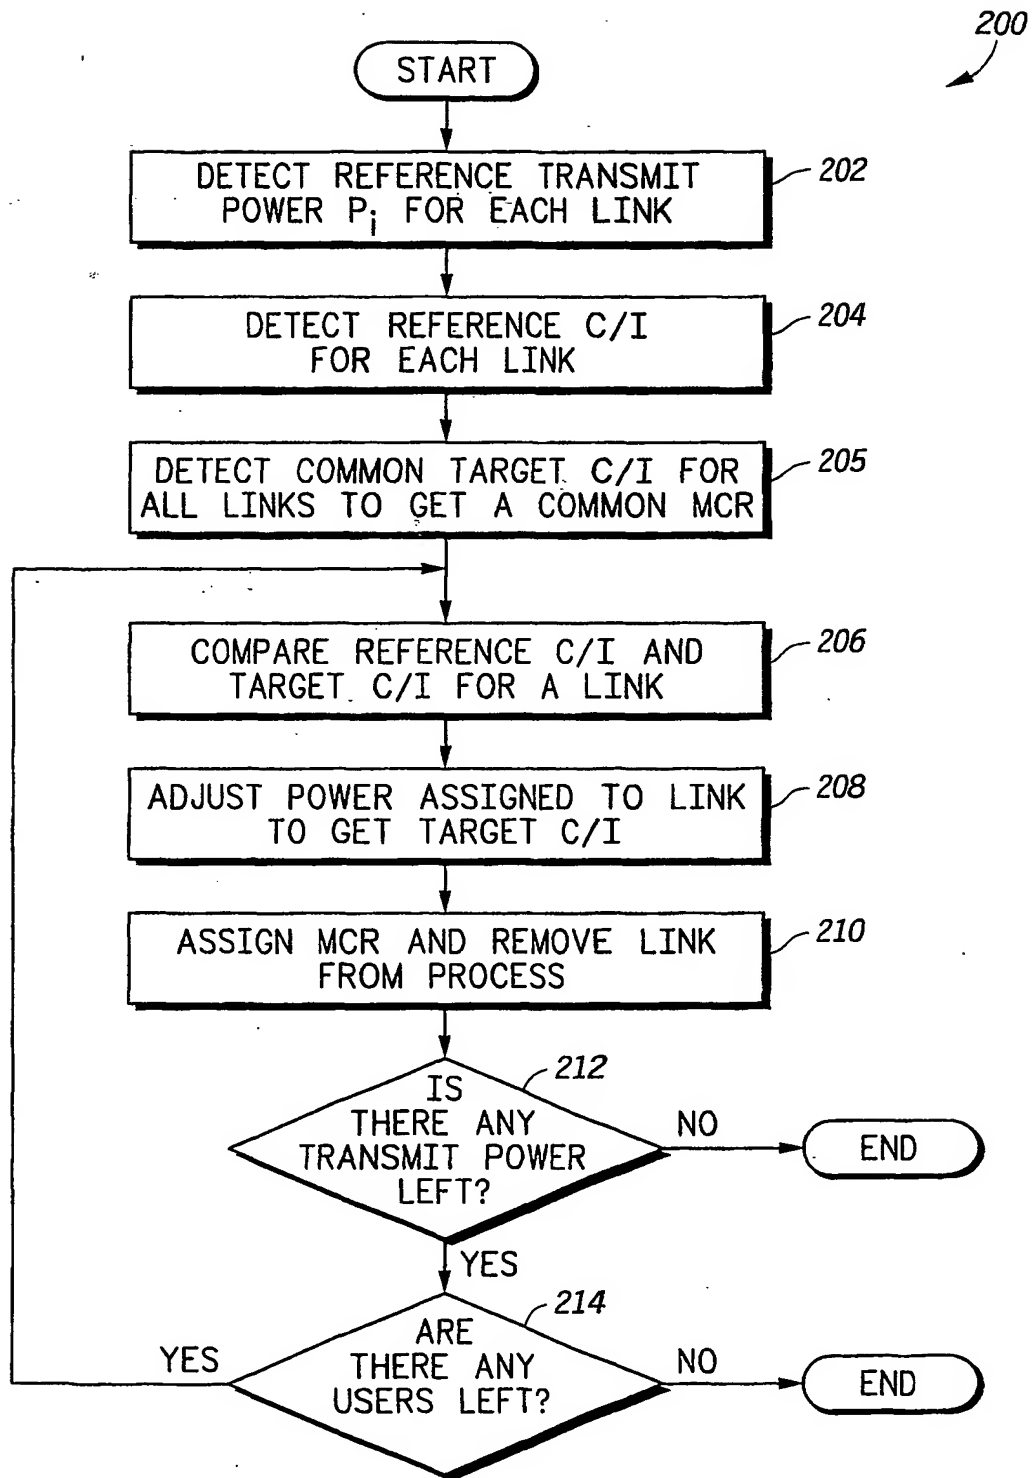 200
START
DETECT REFERENCE TRANSMIT
POWER Pi FOR EACH LINK
202
DETECT REFERENCE C/I
FOR EACH LINK
204
DETECT COMMON TARGET C/I FOR
ALL LINKS TO GET A COMMON MCR
205
COMPARE REFERENCE C/I AND
TARGET C/I FOR A LINK
206
ADJUST POWER ASSIGNED TO LINK
TO GET TARGET C/I
208
ASSIGN MCR AND REMOVE LINK
FROM PROCESS
210
212
IS
THERE ANY
TRANSMIT POWER
LEFT?
NO
END
YES
214
ARE
THERE ANY
USERS LEFT?
YES
NO
END